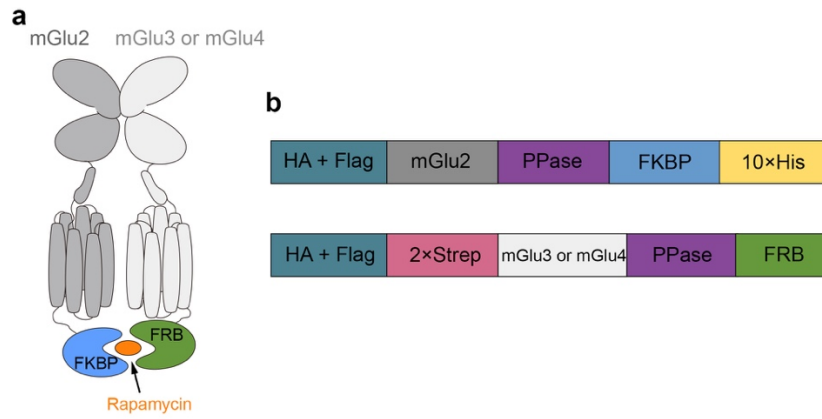 a
mGlu2 mGlu3 or mGlu4
FKBP
FRB
Rapamycin
b
HA + Flag mGlu2 PPase FKBP 10×His
HA + Flag 2×Strep mGlu3 or mGlu4 PPase FRB